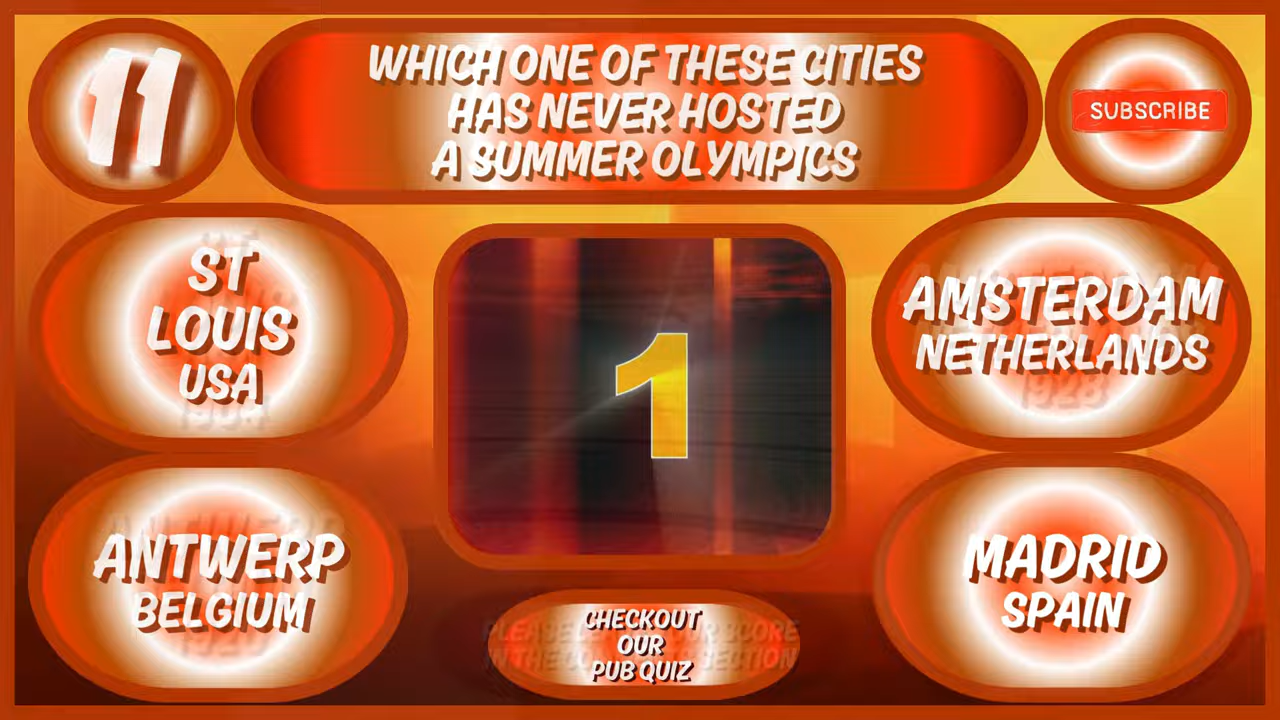 11
WHICH ONE OF THESE CITIES
HAS NEVER HOSTED
A SUMMER OLYMPICS
SUBSCRIBE
ST
LOUIS
USA
AMSTERDAM
NETHERLANDS
1928
1
ANTWERP
BELGIUM
MADRID
SPAIN
CHECKOUT
OUR
PUB QUIZ